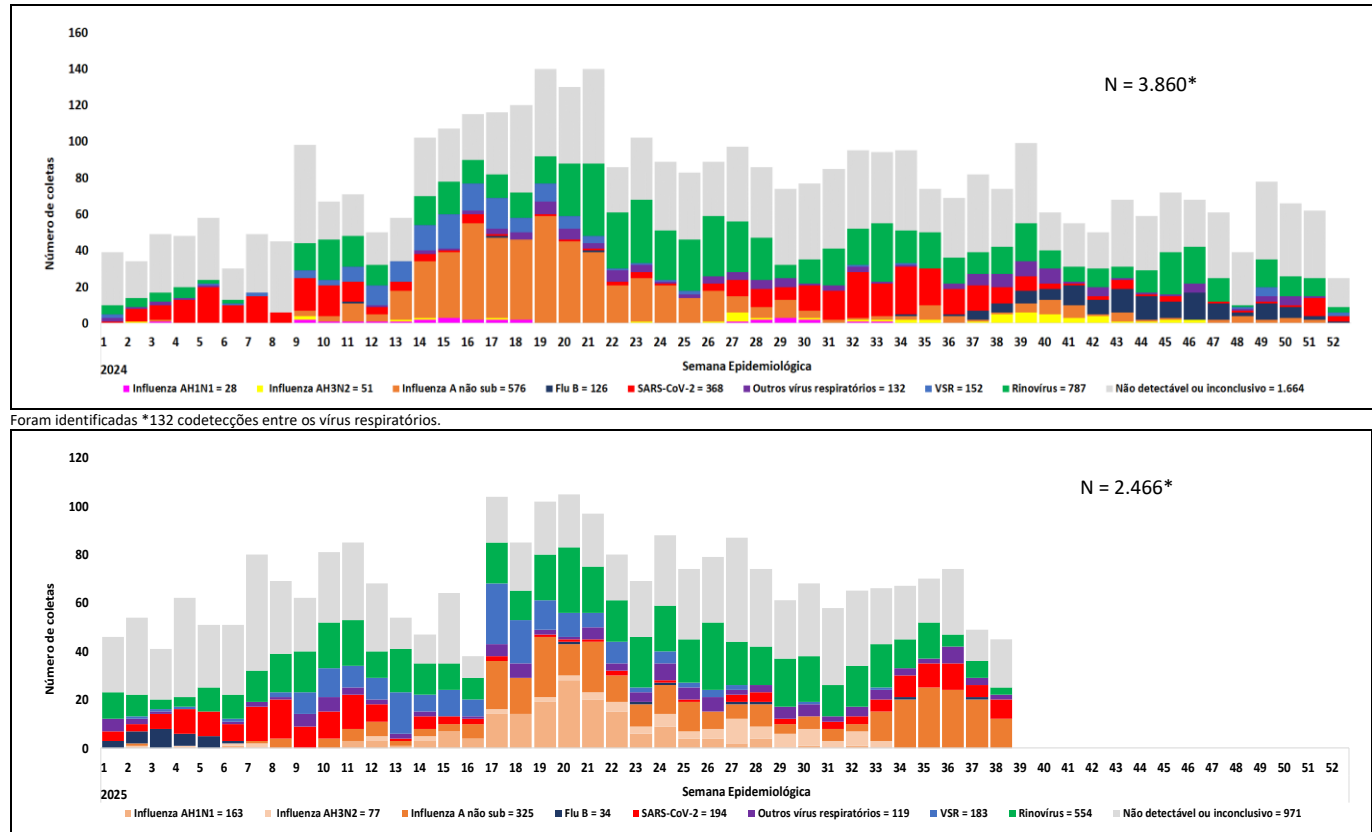 160
140
120
100
80
60
40
20
0
Número de coletas
N = 3.860*
1 2 3 4 5 6 7 8 9 10 11 12 13 14 15 16 17 18 19 20 21 22 23 24 25 26 27 28 29 30 31 32 33 34 35 36 37 38 39 40 41 42 43 44 45 46 47 48 49 50 51 52
2024
Semana Epidemiológica
Influenza AH1N1 = 28 Influenza AH3N2 = 51 Influenza A não sub = 576 Flu B = 126 SARS-CoV-2 = 368 Outros vírus respiratórios = 132 VSR = 152 Rinovírus = 787 Não detectável ou inconclusivo = 1.664
Foram identificadas *132 codetecções entre os vírus respiratórios.
120
100
80
60
40
20
0
Número de coletas
N = 2.466*
1 2 3 4 5 6 7 8 9 10 11 12 13 14 15 16 17 18 19 20 21 22 23 24 25 26 27 28 29 30 31 32 33 34 35 36 37 38 39 40 41 42 43 44 45 46 47 48 49 50 51 52
2025
Semana Epidemiológica
Influenza AH1N1 = 163 Influenza AH3N2 = 77 Influenza A não sub = 325 Flu B = 34 SARS-CoV-2 = 194 Outros vírus respiratórios = 119 VSR = 183 Rinovírus = 554 Não detectável ou inconclusivo = 971